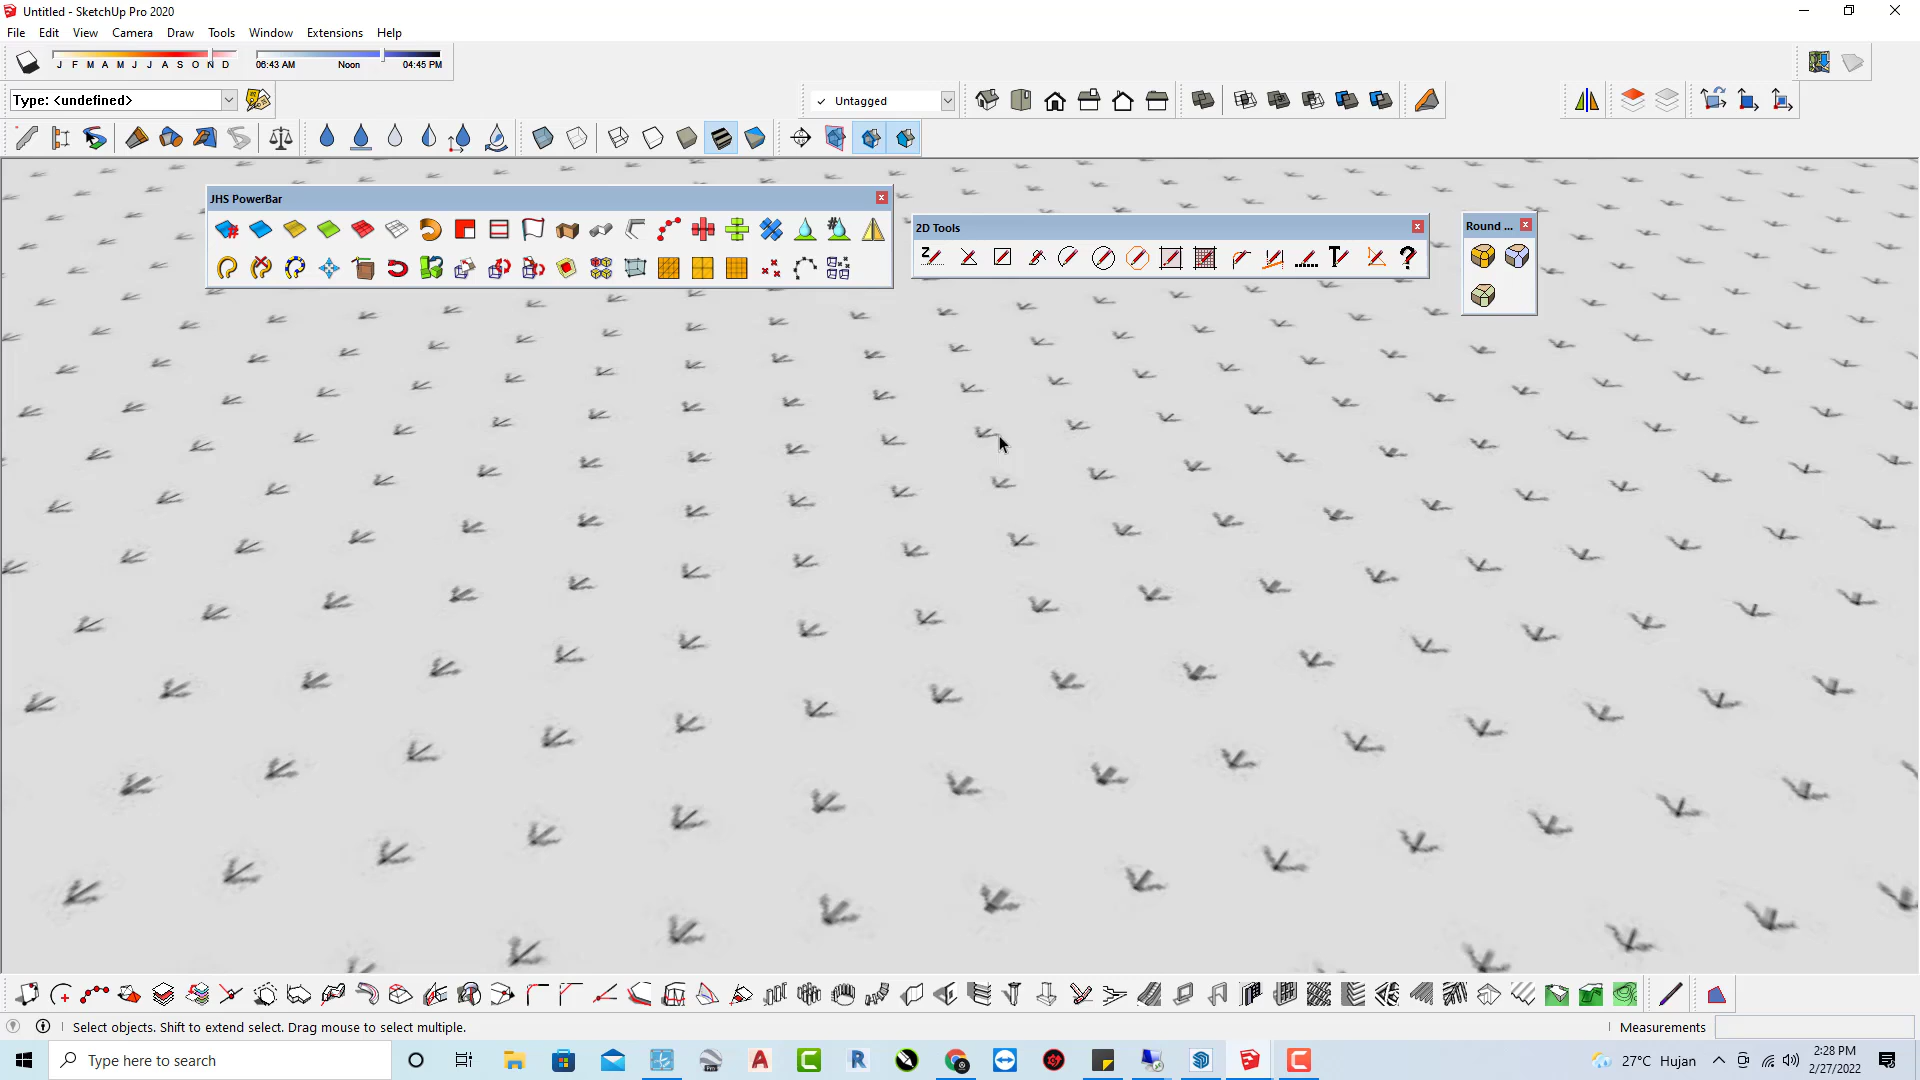 Untitled - SketchUp Pro 2020
File Edit View Camera Draw Tools Window Extensions Help
J F M A M J J A S O N D
06:43 AM Noon 04:45 PM
Type: <undefined>
✓ Untagged
JHS PowerBar
2D Tools
Round ...
Select objects. Shift to extend select. Drag mouse to select multiple.
Measurements
Type here to search
27°C Hujan
2:28 PM
2/27/2022